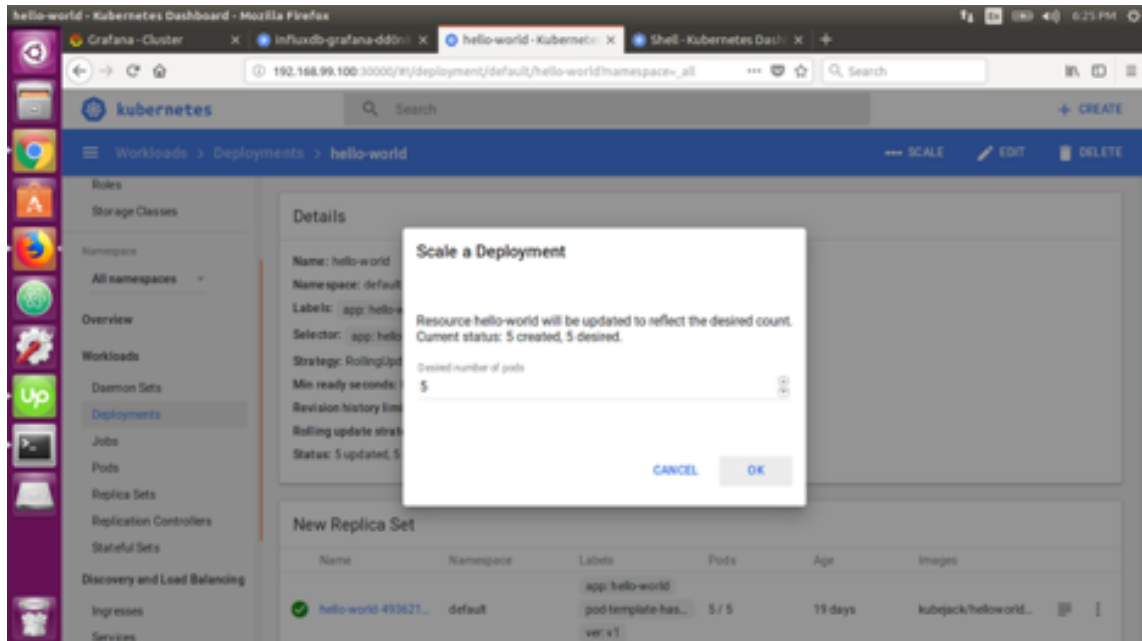 hello-world - Kubernetes Dashboard - Mozilla Firefox
En
6:25 PM
Grafana - Cluster
influxdb-grafana-dd0n
hello-world - Kubernete
Shell - Kubernetes Dash
192.168.99.100:30000/#!/deployment/default/hello-world?namespace=_all
Search
kubernetes
Search
+ CREATE
Workloads > Deployments > hello-world
SCALE
EDIT
DELETE
Roles
Storage Classes
Namespace
All namespaces
Overview
Workloads
Daemon Sets
Deployments
Jobs
Pods
Replica Sets
Replication Controllers
Stateful Sets
Discovery and Load Balancing
Ingresses
Services
Details
Name: hello-world
Namespace: default
Labels: app: hello-w
Selector: app: hello
Strategy: RollingUpd
Min ready seconds:
Revision history limi
Rolling update strat
Status: 5 updated, 5
Scale a Deployment
Resource hello-world will be updated to reflect the desired count.
Current status: 5 created, 5 desired.
Desired number of pods
5
CANCEL
OK
New Replica Set
Name Namespace Labels Pods Age Images
app: hello-world
hello-world-493621... default pod-template-has... 5 / 5 19 days kubejack/helloworld...
ver: v1
Up